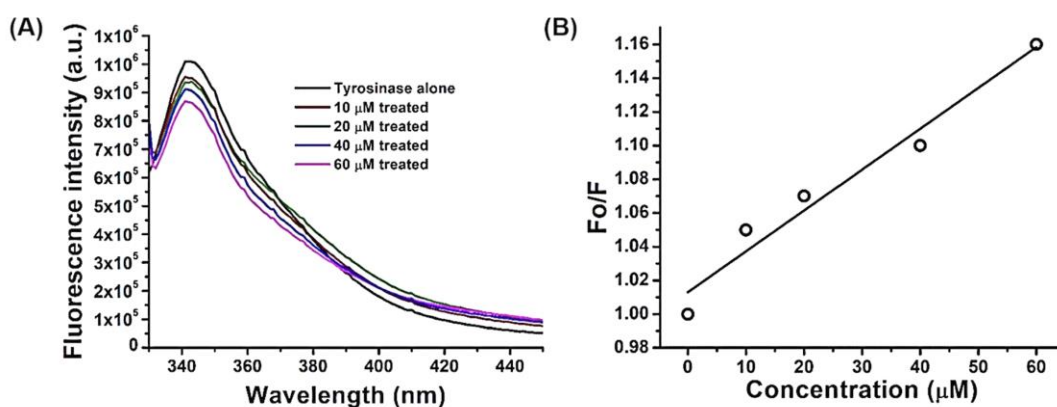 (A)
Fluorescence intensity (a.u.)
1x10⁶
1x10⁶
9x10⁵
8x10⁵
7x10⁵
6x10⁵
5x10⁵
4x10⁵
3x10⁵
2x10⁵
1x10⁵
0
340 360 380 400 420 440
Wavelength (nm)
Tyrosinase alone
10 μM treated
20 μM treated
40 μM treated
60 μM treated
(B)
Fo/F
1.16
1.14
1.12
1.10
1.08
1.06
1.04
1.02
1.00
0.98
0 10 20 30 40 50 60
Concentration (μM)